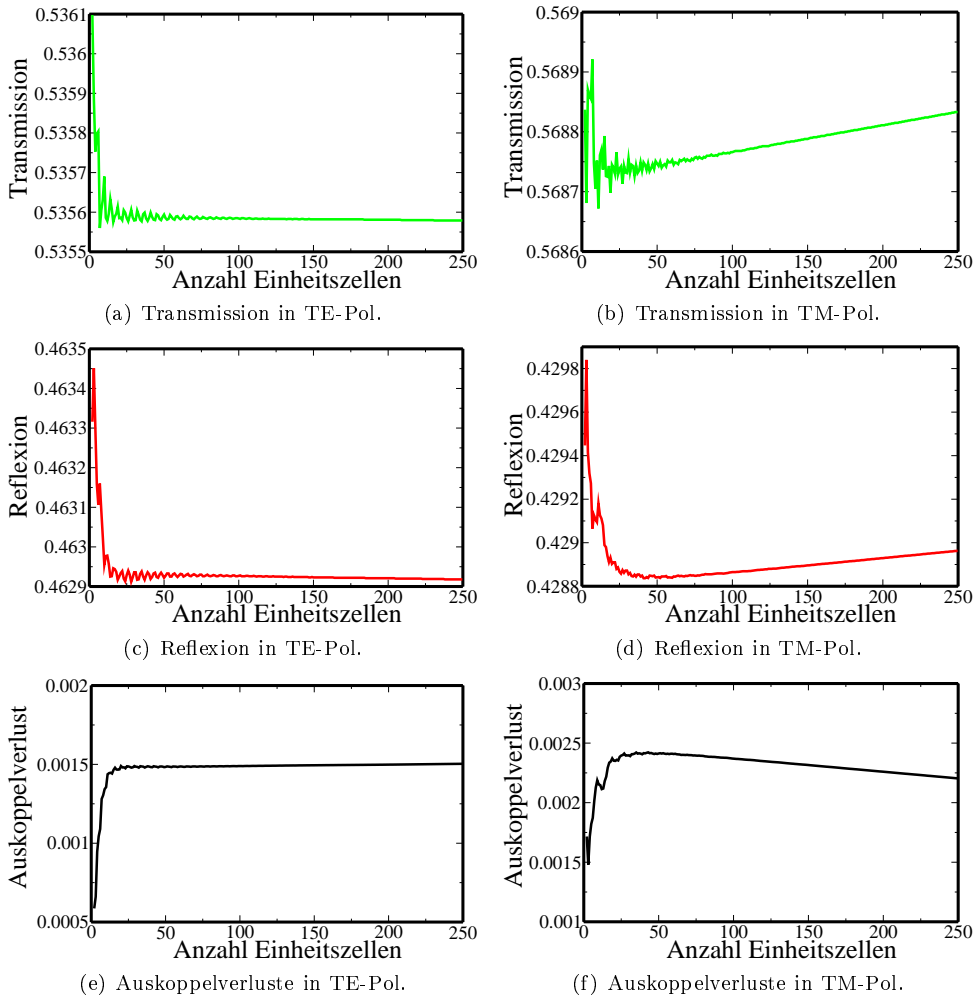 0.5361
0.536
0.5359
0.5358
0.5357
0.5356
0.5355
Transmission
0 50 100 150 200 250
Anzahl Einheitszellen
(a) Transmission in TE-Pol.
0.569
0.5689
0.5688
0.5687
0.5686
Transmission
0 50 100 150 200 250
Anzahl Einheitszellen
(b) Transmission in TM-Pol.
0.4635
0.4634
0.4633
0.4632
0.4631
0.463
0.4629
Reflexion
0 50 100 150 200 250
Anzahl Einheitszellen
(c) Reflexion in TE-Pol.
0.4298
0.4296
0.4294
0.4292
0.429
0.4288
Reflexion
0 50 100 150 200 250
Anzahl Einheitszellen
(d) Reflexion in TM-Pol.
0.002
0.0015
0.001
0.0005
Auskoppelverlust
0 50 100 150 200 250
Anzahl Einheitszellen
(e) Auskoppelverluste in TE-Pol.
0.003
0.0025
0.002
0.0015
0.001
Auskoppelverlust
0 50 100 150 200 250
Anzahl Einheitszellen
(f) Auskoppelverluste in TM-Pol.